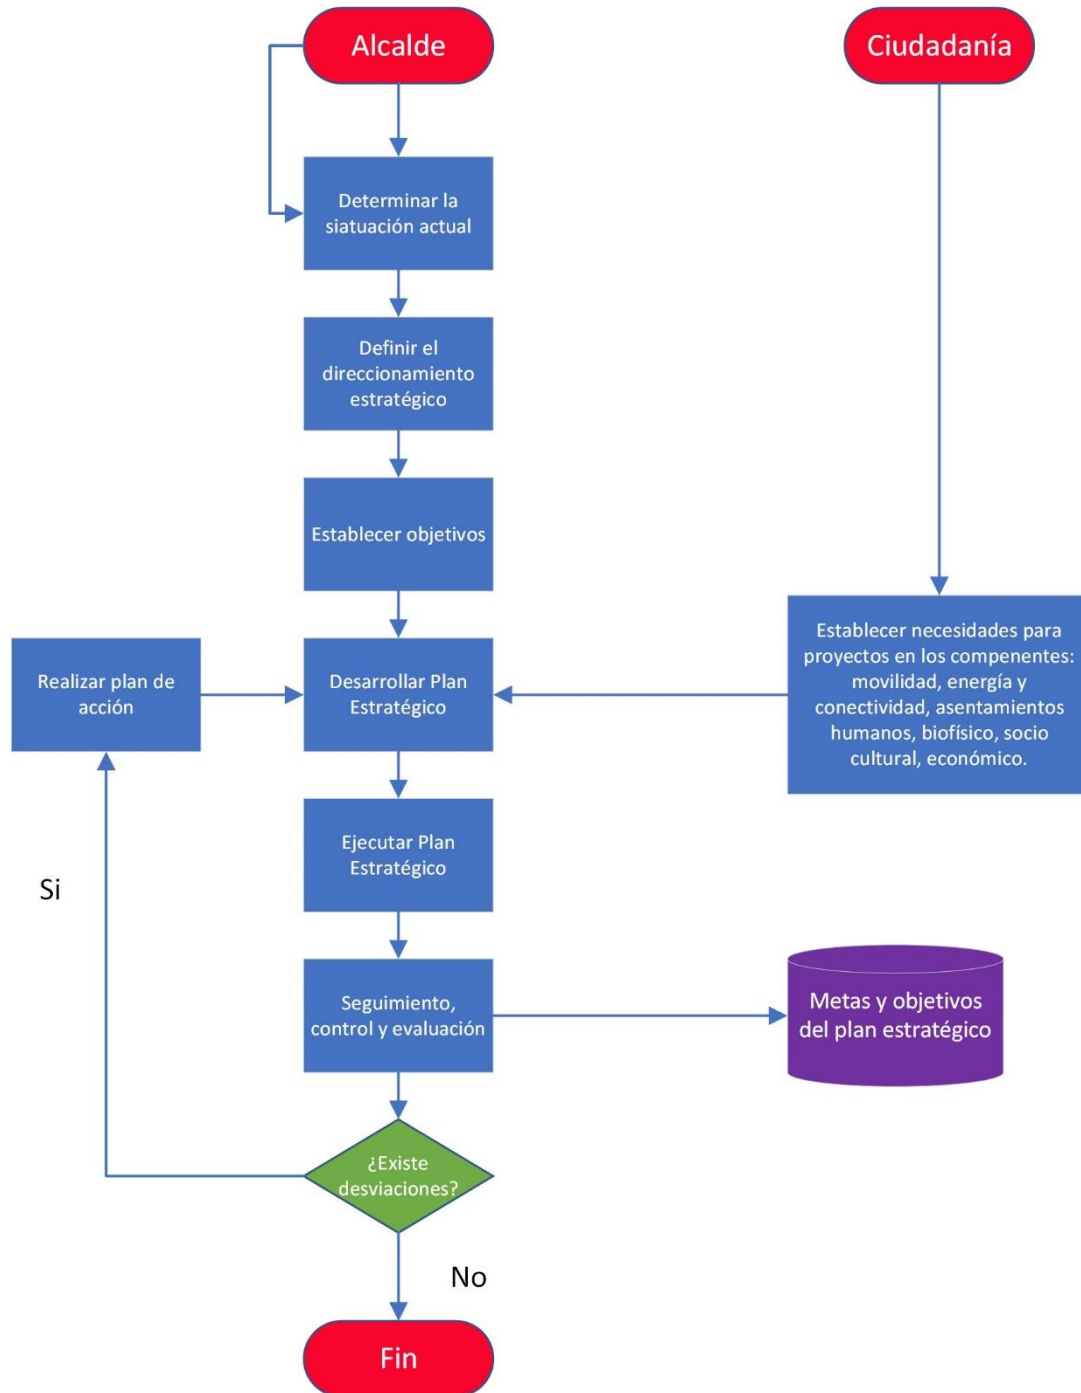 Alcalde
Ciudadanía
Determinar la
siatuación actual
Definir el
direccionamiento
estratégico
Establecer objetivos
Realizar plan de
acción
Desarrollar Plan
Estratégico
Establecer necesidades para
proyectos en los compenentes:
movilidad, energía y
conectividad, asentamientos
humanos, biofísico, socio
cultural, económico.
Ejecutar Plan
Estratégico
Si
Seguimiento,
control y evaluación
Metas y objetivos
del plan estratégico
¿Existe
desviaciones?
No
Fin